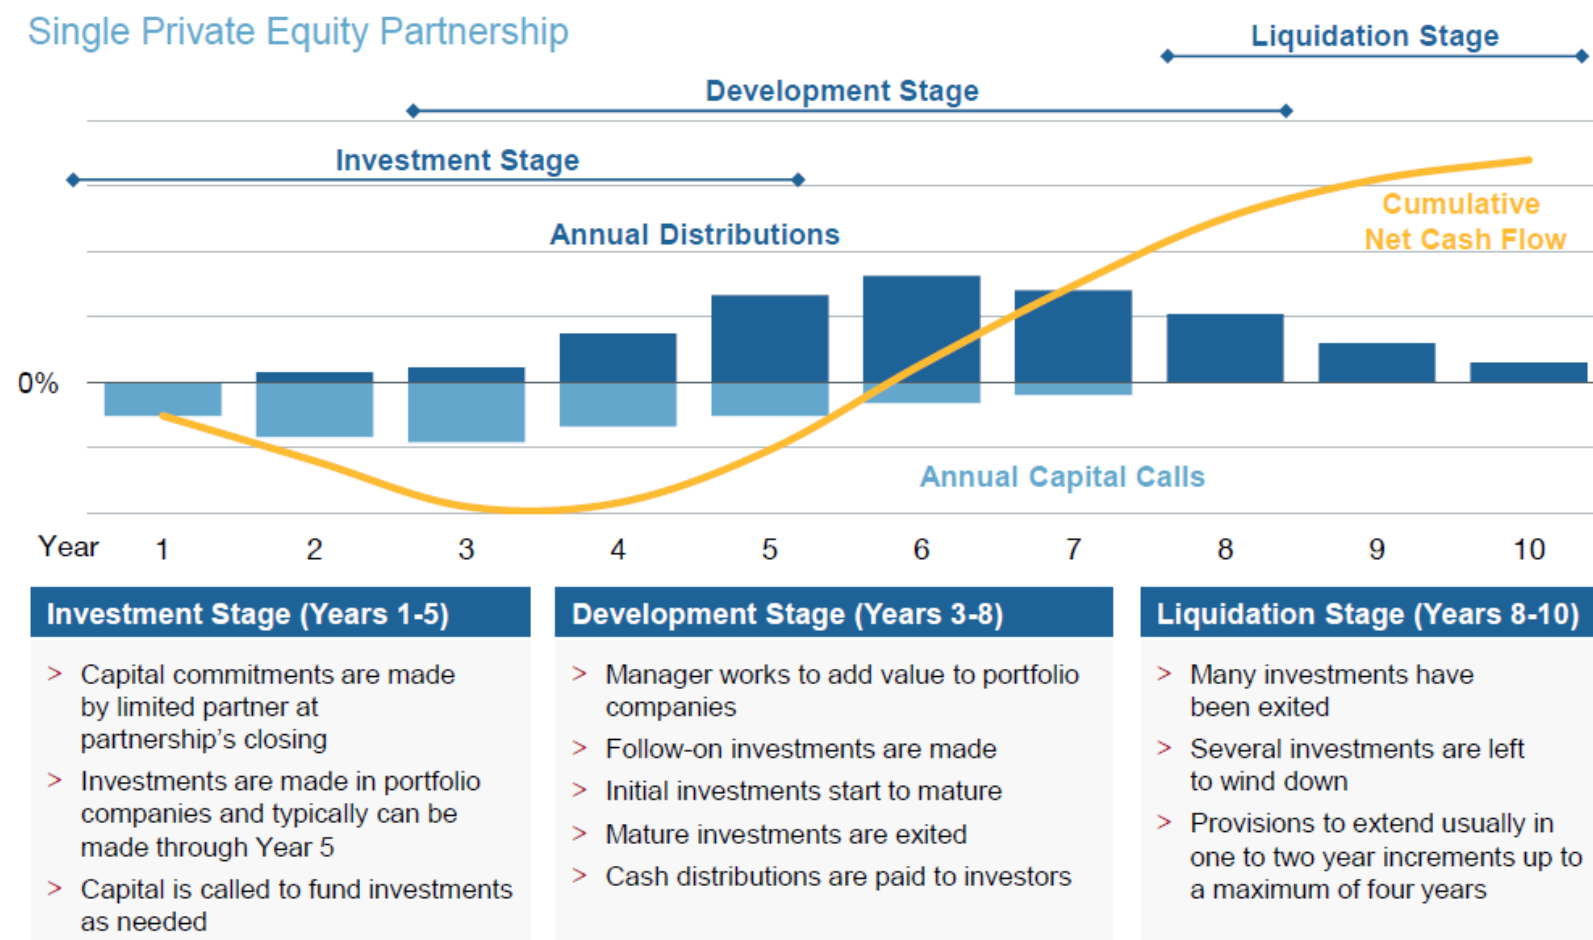 Single Private Equity Partnership
Liquidation Stage
Development Stage
Investment Stage
Annual Distributions
Cumulative
Net Cash Flow
0%
Annual Capital Calls
Year 1 2 3 4 5 6 7 8 9 10
Investment Stage (Years 1-5)
> Capital commitments are made
by limited partner at
partnership's closing
> Investments are made in portfolio
companies and typically can be
made through Year 5
> Capital is called to fund investments
as needed
Development Stage (Years 3-8)
> Manager works to add value to portfolio
companies
> Follow-on investments are made
> Initial investments start to mature
> Mature investments are exited
> Cash distributions are paid to investors
Liquidation Stage (Years 8-10)
> Many investments have
been exited
> Several investments are left
to wind down
> Provisions to extend usually in
one to two year increments up to
a maximum of four years